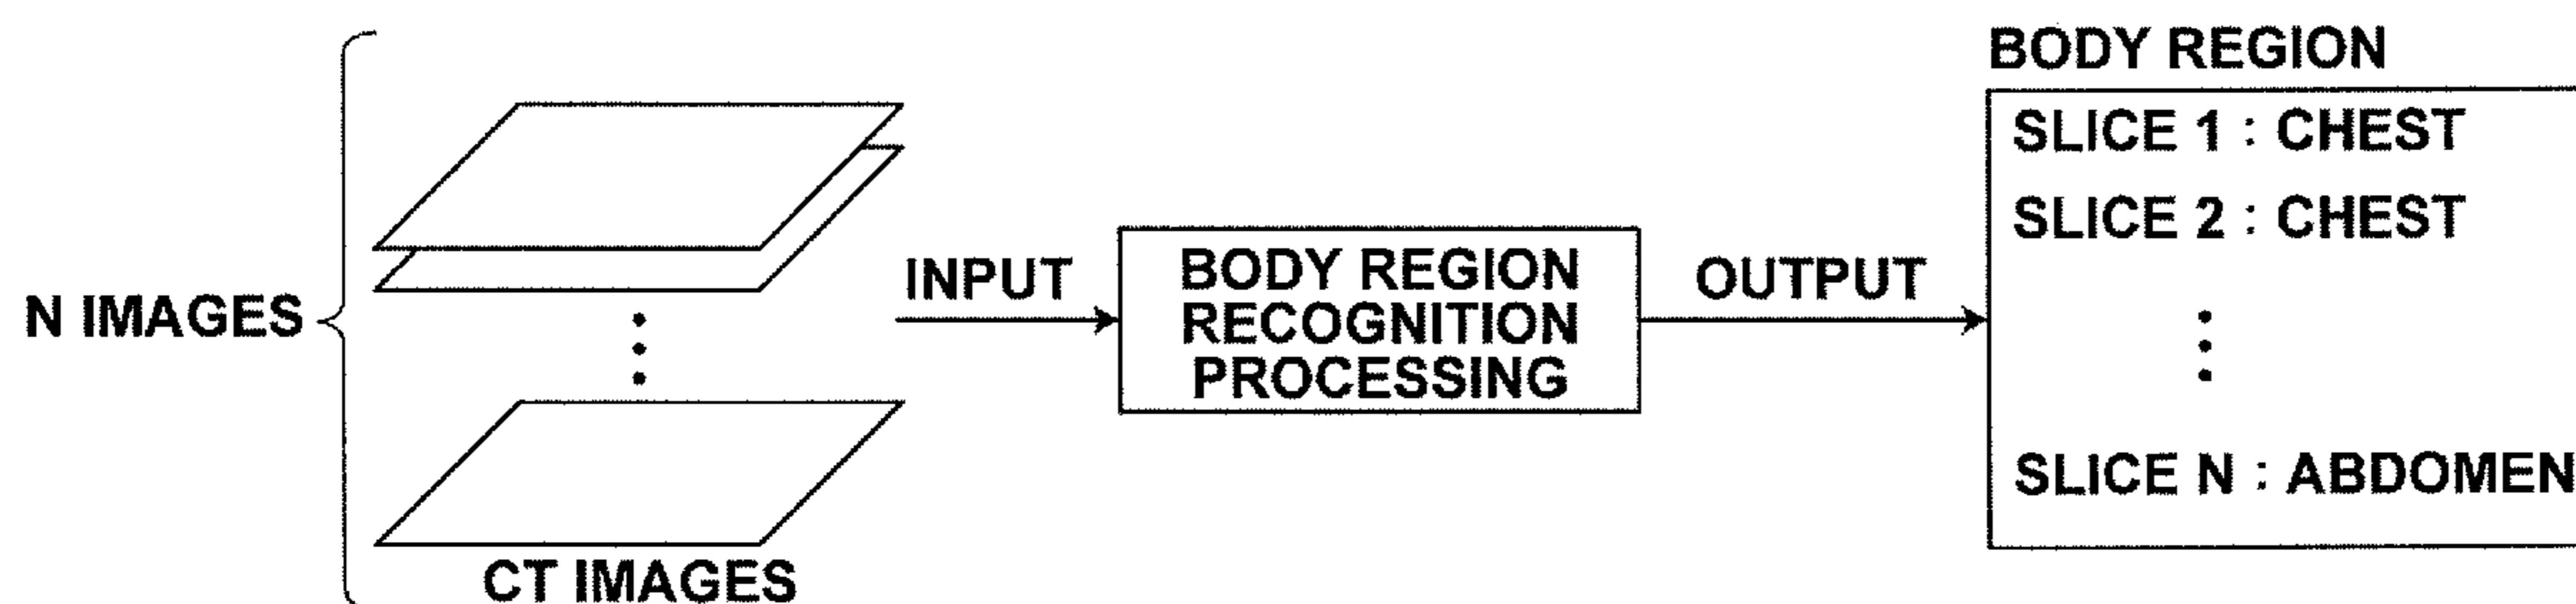 N IMAGES
CT IMAGES
INPUT
BODY REGION
RECOGNITION
PROCESSING
OUTPUT
BODY REGION
SLICE 1 : CHEST
SLICE 2 : CHEST
SLICE N : ABDOMEN